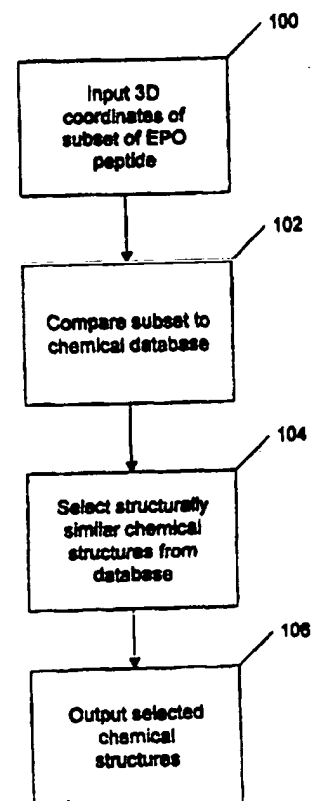 100
Input 3D
coordinates of
subset of EPO
peptide
102
Compare subset to
chemical database
104
Select structurally
similar chemical
structures from
database
106
Output selected
chemical
structures